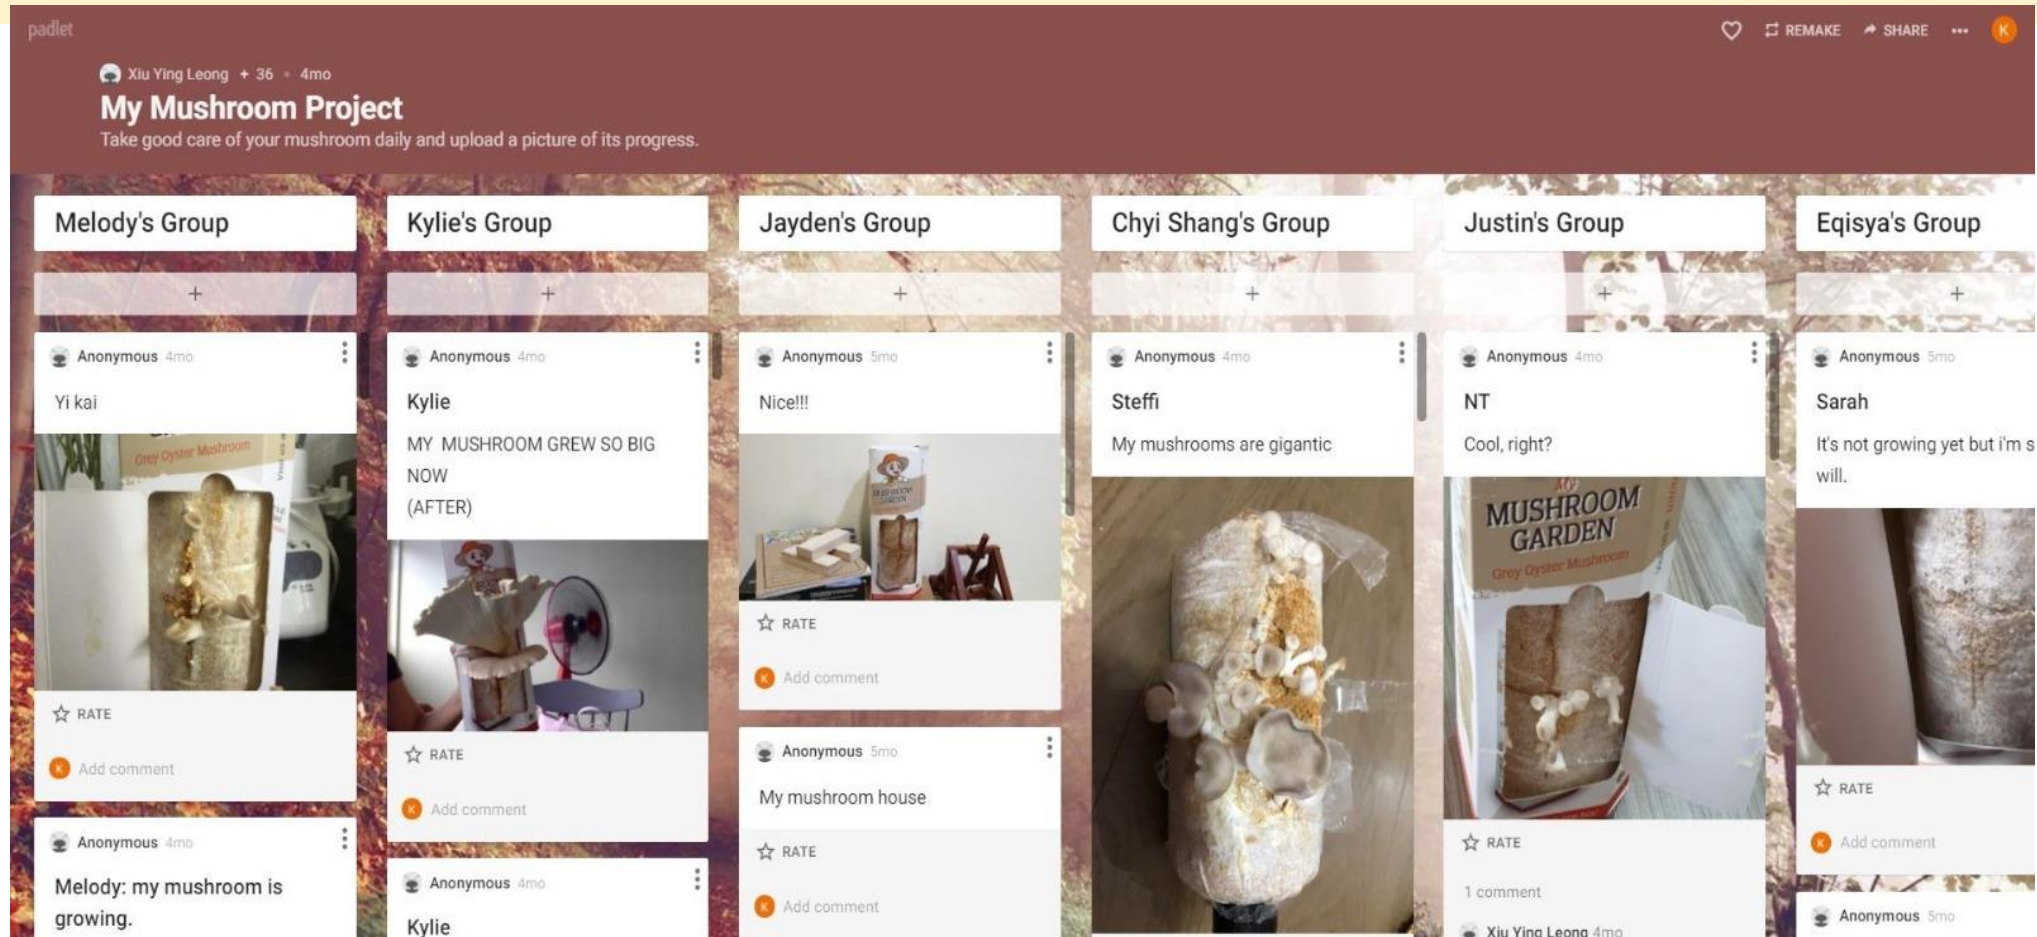 padlet
REMAKE SHARE
K
Xiu Ying Leong + 36 • 4mo
My Mushroom Project
Take good care of your mushroom daily and upload a picture of its progress.
Melody's Group
+
Anonymous 4mo
Yi kai
Grey Oyster Mushroom
RATE
K Add comment
Anonymous 4mo
Melody: my mushroom is
growing.
Kylie's Group
+
Anonymous 4mo
Kylie
MY MUSHROOM GREW SO BIG
NOW
(AFTER)
RATE
K Add comment
Anonymous 4mo
Kylie
Jayden's Group
+
Anonymous 5mo
Nice!!!
RATE
K Add comment
Anonymous 5mo
My mushroom house
RATE
K Add comment
Chyi Shang's Group
+
Anonymous 4mo
Steffi
My mushrooms are gigantic
Justin's Group
+
Anonymous 4mo
NT
Cool, right?
MUSHROOM
GARDEN
Grey Oyster Mushroom
RATE
1 comment
Xiu Ying Leong 4mo
Eqisya's Group
+
Anonymous 5mo
Sarah
It's not growing yet but i'm s
will.
RATE
K Add comment
Anonymous 5mo